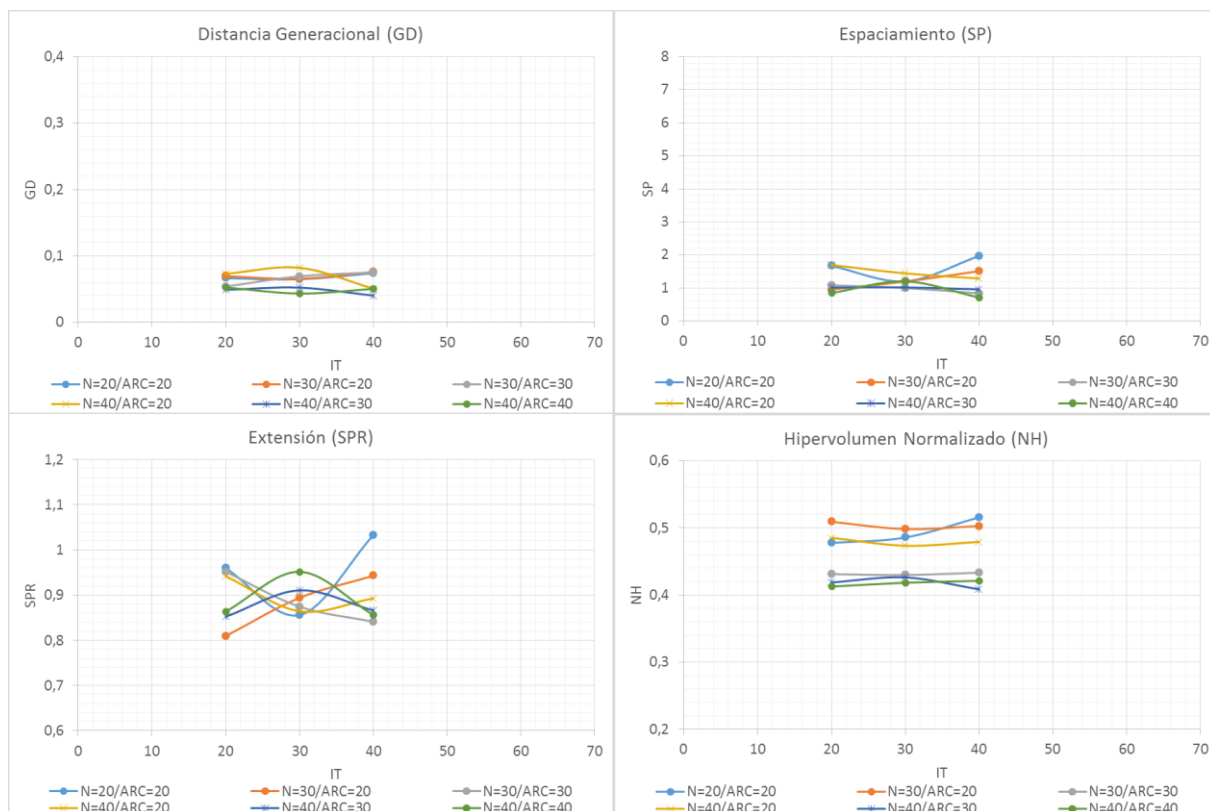 Distancia Generacional (GD)
0,4
0,3
0,2
0,1
0
GD
0 10 20 30 40 50 60 70
IT
N=20/ARC=20 N=30/ARC=20 N=30/ARC=30
N=40/ARC=20 N=40/ARC=30 N=40/ARC=40
Espaciamiento (SP)
8
7
6
5
4
3
2
1
0
SP
0 10 20 30 40 50 60 70
IT
N=20/ARC=20 N=30/ARC=20 N=30/ARC=30
N=40/ARC=20 N=40/ARC=30 N=40/ARC=40
Extensión (SPR)
1,2
1,1
1
0,9
0,8
0,7
0,6
SPR
0 10 20 30 40 50 60 70
IT
N=20/ARC=20 N=30/ARC=20 N=30/ARC=30
N=40/ARC=20 N=40/ARC=30 N=40/ARC=40
Hipervolumen Normalizado (NH)
0,6
0,5
0,4
0,3
0,2
NH
0 10 20 30 40 50 60 70
IT
N=20/ARC=20 N=30/ARC=20 N=30/ARC=30
N=40/ARC=20 N=40/ARC=30 N=40/ARC=40